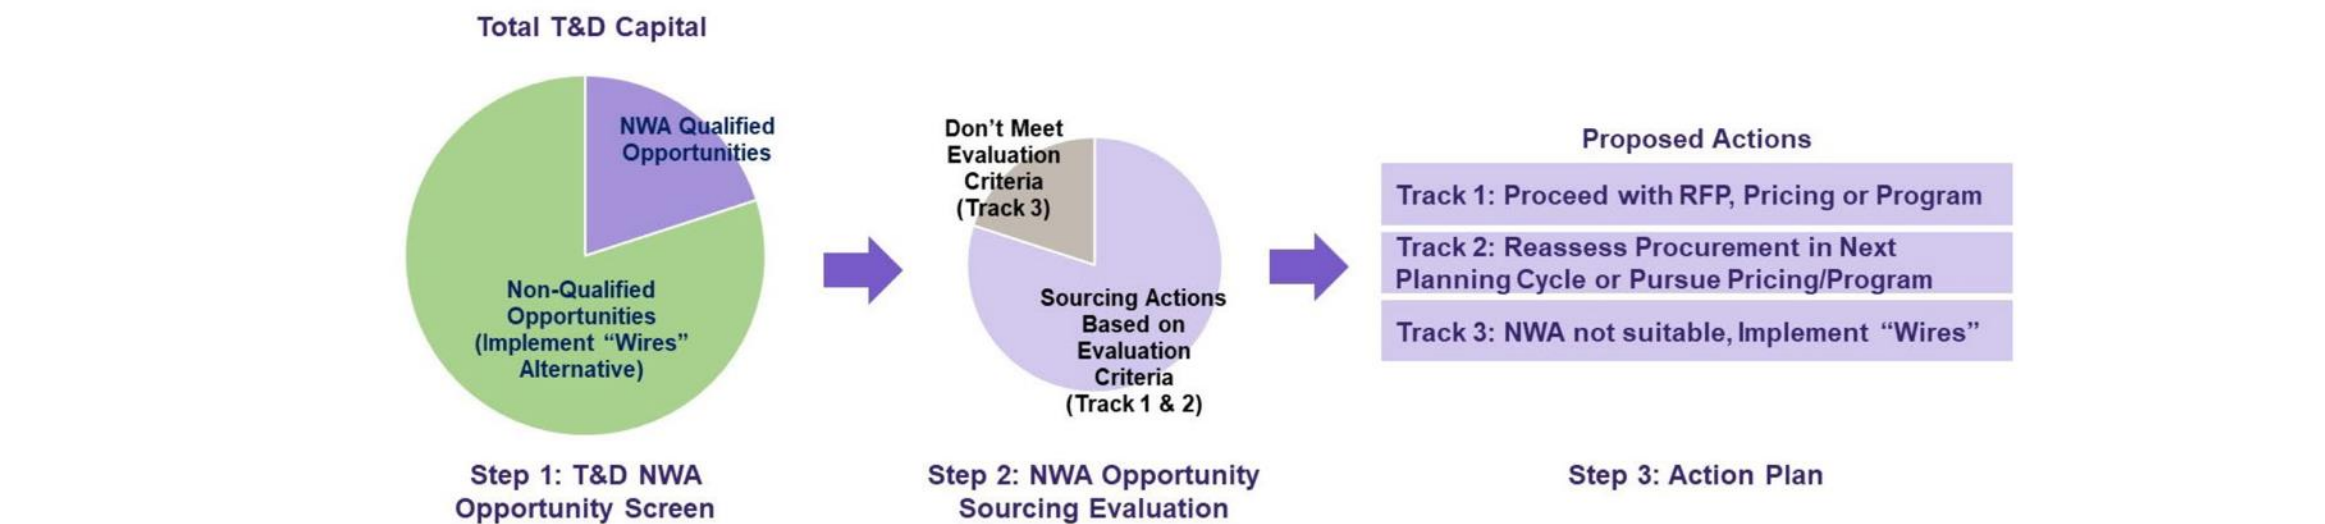 Total T&D Capital
NWA Qualified
Opportunities
Non-Qualified
Opportunities
(Implement “Wires”
Alternative)
Step 1: T&D NWA
Opportunity Screen
Don’t Meet
Evaluation
Criteria
(Track 3)
Sourcing Actions
Based on
Evaluation
Criteria
(Track 1 & 2)
Step 2: NWA Opportunity
Sourcing Evaluation
Proposed Actions
Track 1: Proceed with RFP, Pricing or Program
Track 2: Reassess Procurement in Next
Planning Cycle or Pursue Pricing/Program
Track 3: NWA not suitable, Implement “Wires”
Step 3: Action Plan